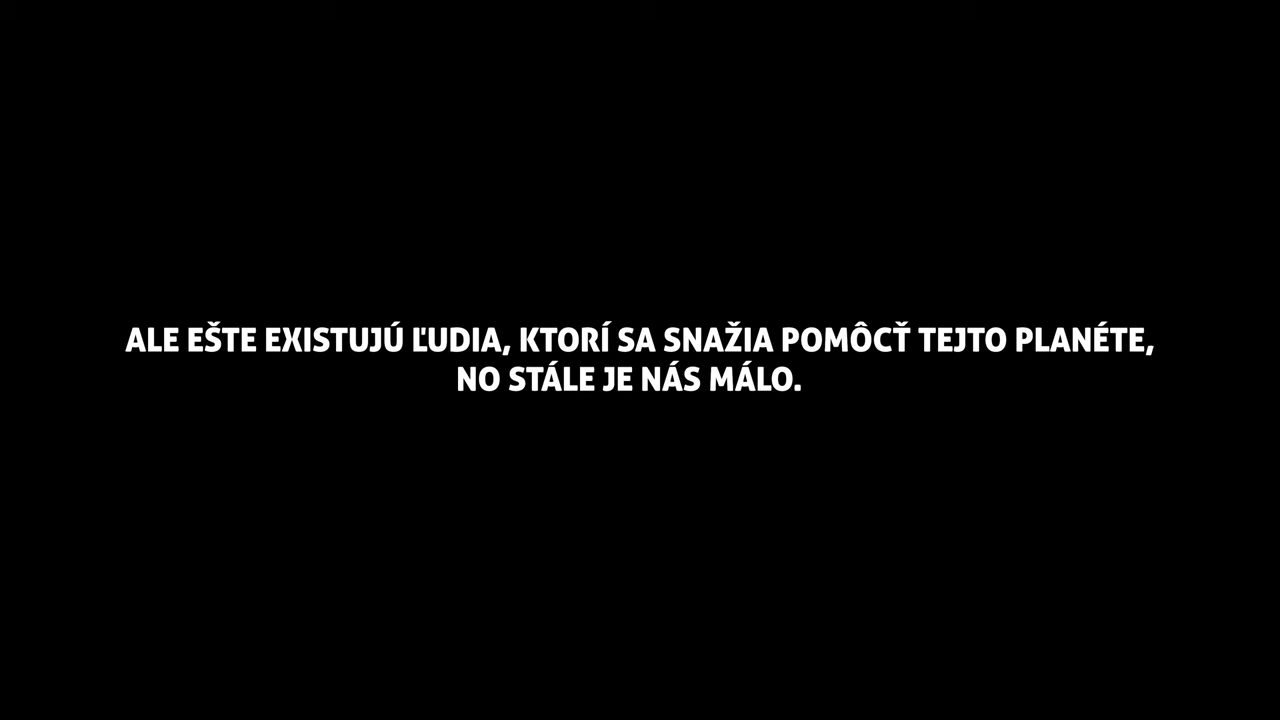 ALE EŠTE EXISTUJÚ ĽUDIA, KTORÍ SA SNAŽIA POMÔCŤ TEJTO PLANÉTE,
NO STÁLE JE NÁS MÁLO.